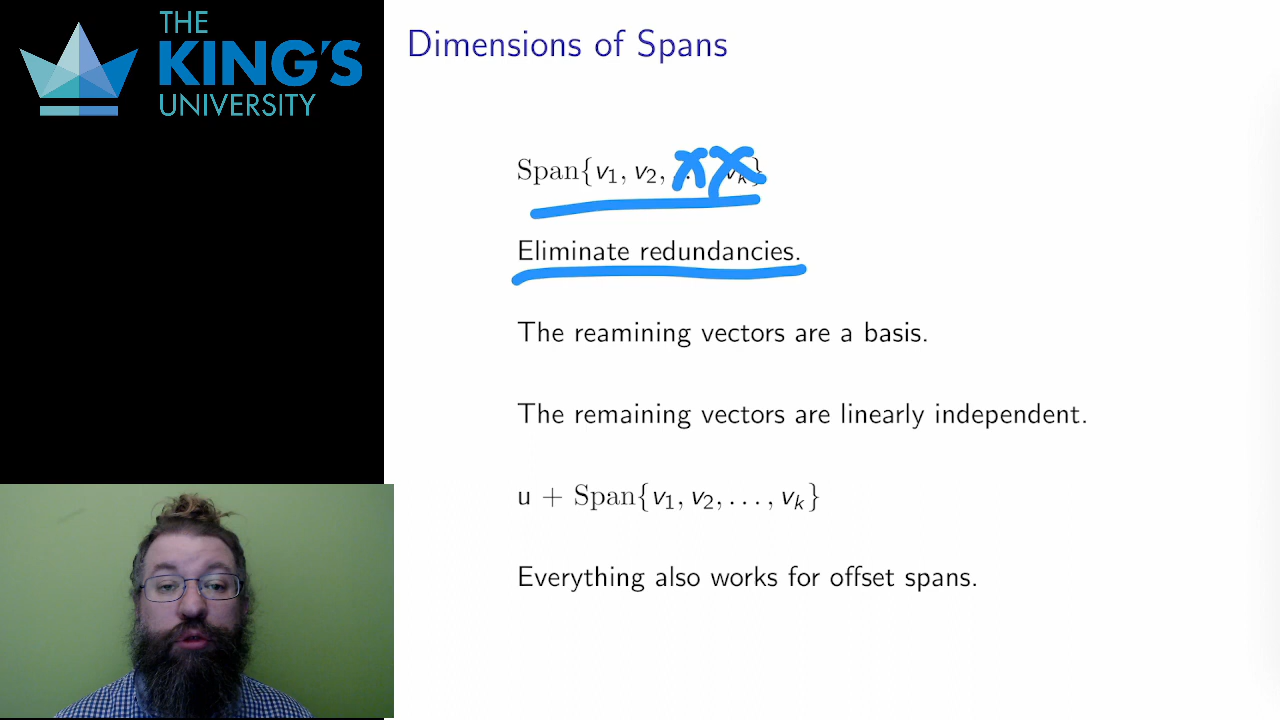 THE
KING'S
UNIVERSITY
Dimensions of Spans
Span{v₁, v₂, ... vₖ}
Eliminate redundancies.
The reamining vectors are a basis.
The remaining vectors are linearly independent.
u + Span{v₁, v₂, . . . , vₖ}
Everything also works for offset spans.